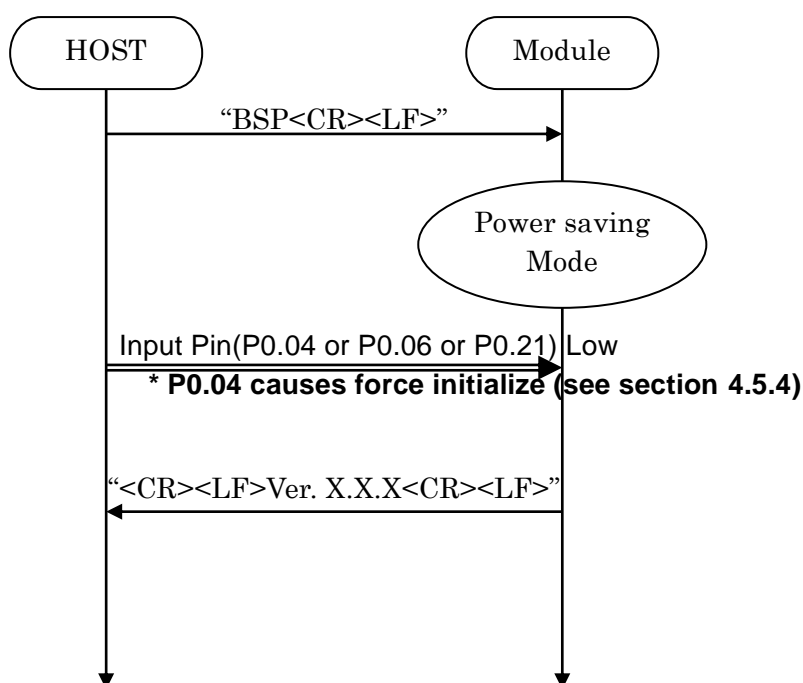 HOST
Module
“BSP<CR><LF>”
Power saving
Mode
Input Pin(P0.04 or P0.06 or P0.21) Low
* P0.04 causes force initialize (see section 4.5.4)
“<CR><LF>Ver. X.X.X<CR><LF>”